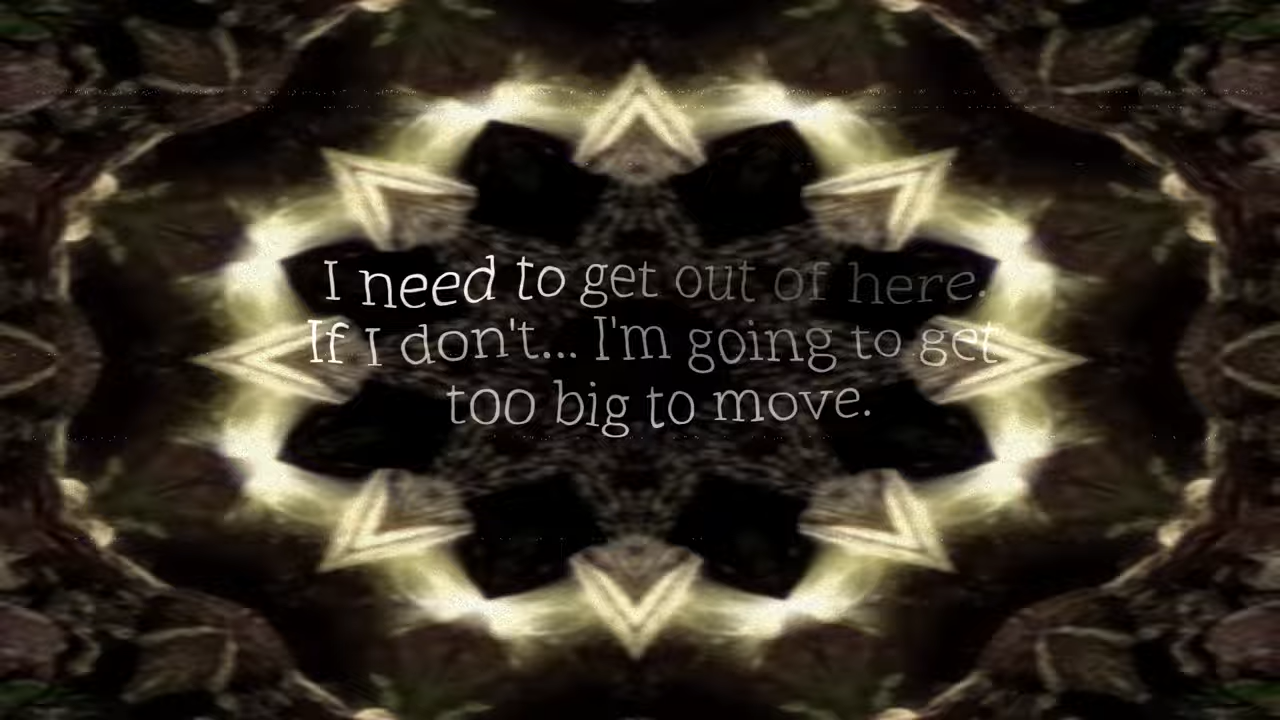 I need to get out of here.
If I don't... I'm going to get
too big to move.